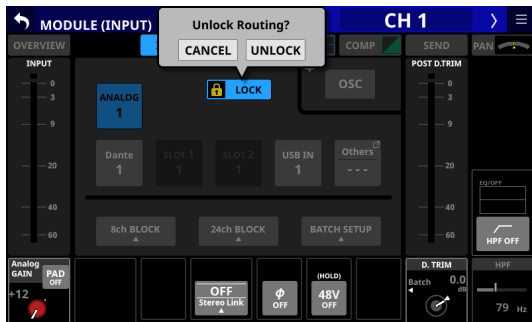 MODULE (INPUT)
CH 1
Unlock Routing?
CANCEL
UNLOCK
OVERVIEW
COMP
SEND
PAN
INPUT
0
3
9
20
40
60
ANALOG
1
LOCK
OSC
POST D.TRIM
0
3
9
20
40
60
Dante
1
SLOT 1
1
SLOT 2
1
USB IN
1
Others
---
8ch BLOCK
24ch BLOCK
BATCH SETUP
EQ/OFF
HPF OFF
Analog
GAIN
PAD
OFF
+12
OFF
Stereo Link
Φ
OFF
(HOLD)
48V
OFF
D. TRIM
Batch
0.0
dB
HPF
79 Hz